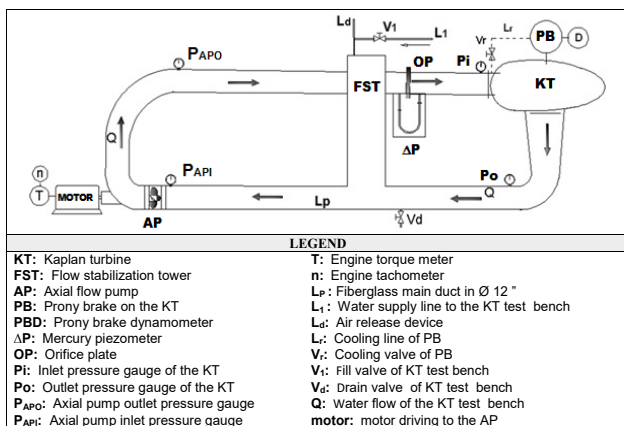 Ld
V1
L1
Lr
PB
D
Vr
PAPO
OP
Pi
FST
KT
ΔP
Q
PAPI
Po
Q
n
T
MOTOR
AP
Lp
Vd
LEGEND
KT: Kaplan turbine
FST: Flow stabilization tower
AP: Axial flow pump
PB: Prony brake on the KT
PBD: Prony brake dynamometer
ΔP: Mercury piezometer
OP: Orifice plate
Pi: Inlet pressure gauge of the KT
Po: Outlet pressure gauge of the KT
PAPO: Axial pump outlet pressure gauge
PAPI: Axial pump inlet pressure gauge
T: Engine torque meter
n: Engine tachometer
LP : Fiberglass main duct in Ø 12 "
L1 : Water supply line to the KT test bench
Ld: Air release device
Lr: Cooling line of PB
Vr: Cooling valve of PB
V1: Fill valve of KT test bench
Vd: Drain valve of KT test bench
Q: Water flow of the KT test bench
motor: motor driving to the AP